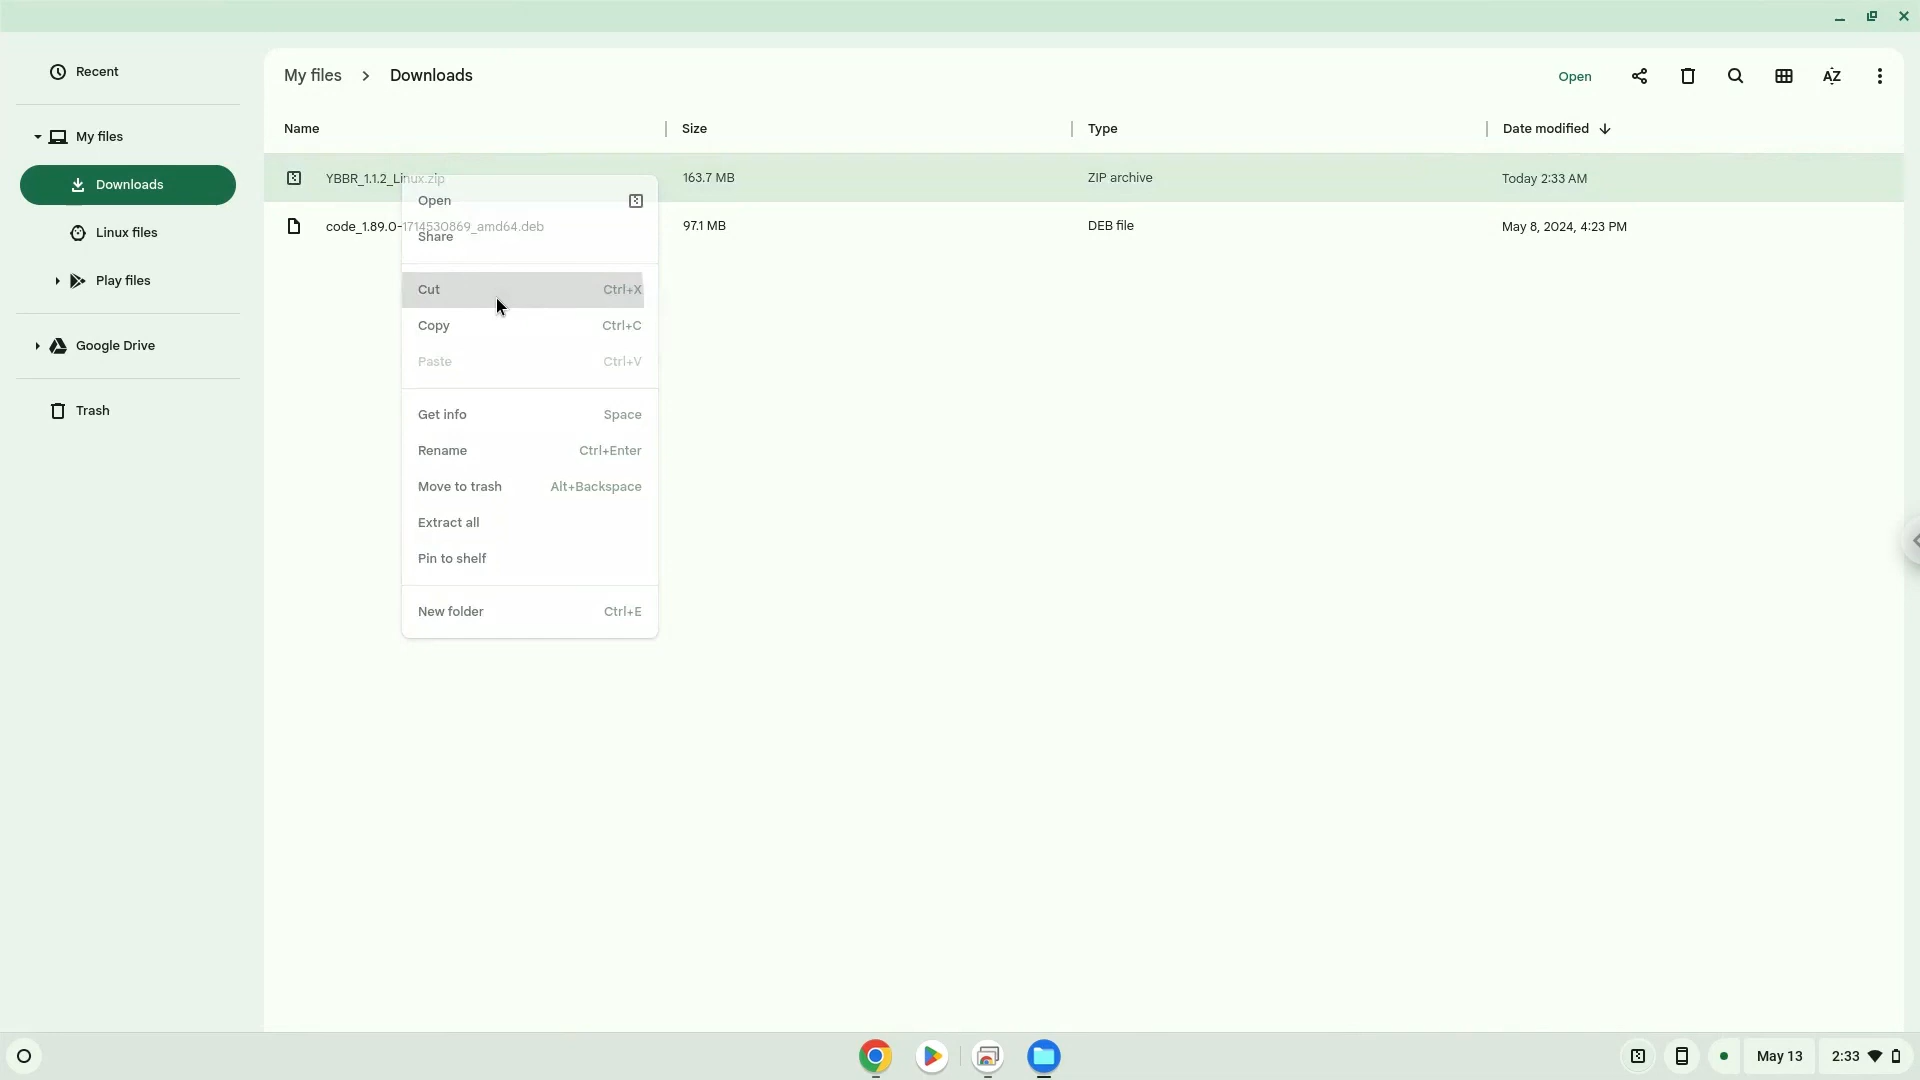 Recent
My files
Downloads
Linux files
Play files
Google Drive
Trash
My files > Downloads
Open
AZ
Name Size Type Date modified
YBBR_1.1.2_Linux.zip 163.7 MB ZIP archive Today 2:33 AM
code_1.89.0-1714530869_amd64.deb 97.1 MB DEB file May 8, 2024, 4:23 PM
Open
Share
Cut Ctrl+X
Copy Ctrl+C
Paste Ctrl+V
Get info Space
Rename Ctrl+Enter
Move to trash Alt+Backspace
Extract all
Pin to shelf
New folder Ctrl+E
May 13 2:33